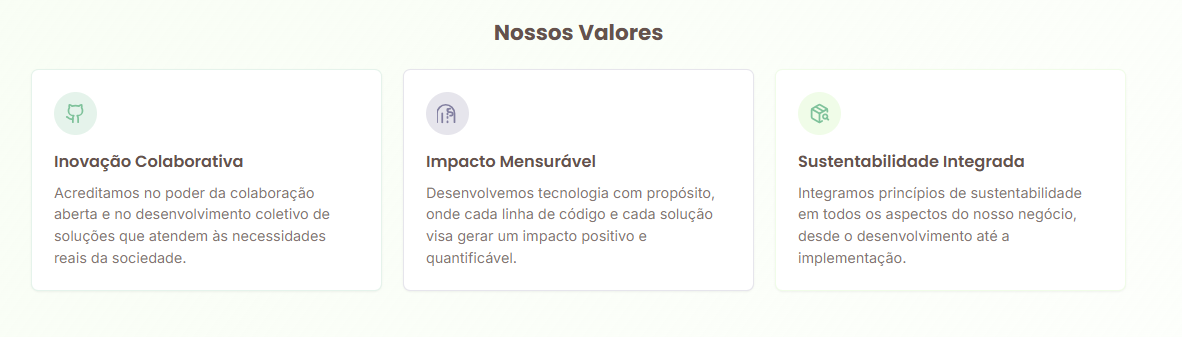 Nossos Valores
Inovação Colaborativa
Acreditamos no poder da colaboração
aberta e no desenvolvimento coletivo de
soluções que atendem às necessidades
reais da sociedade.
Impacto Mensurável
Desenvolvemos tecnologia com propósito,
onde cada linha de código e cada solução
visa gerar um impacto positivo e
quantificável.
Sustentabilidade Integrada
Integramos princípios de sustentabilidade
em todos os aspectos do nosso negócio,
desde o desenvolvimento até a
implementação.